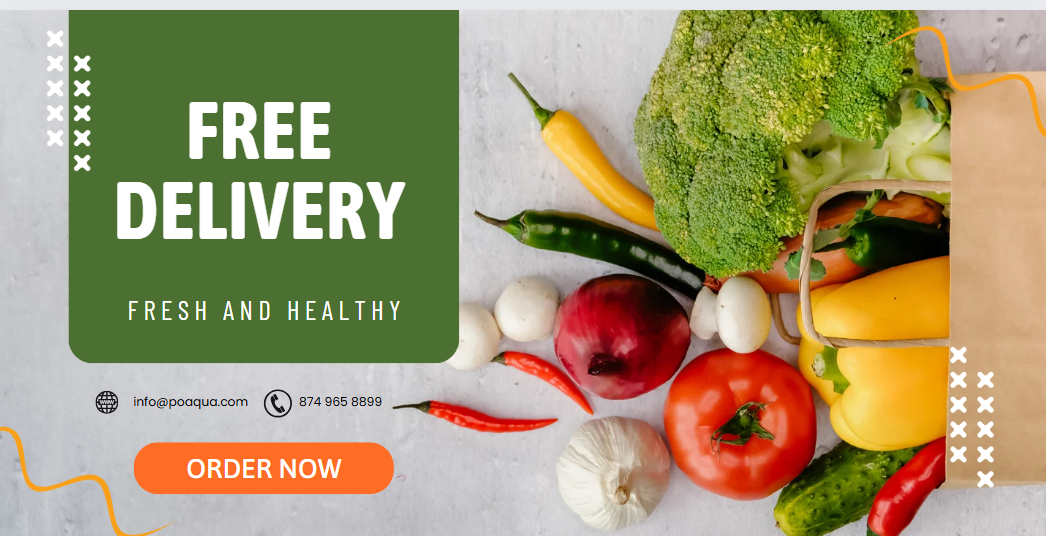 FREE
DELIVERY
FRESH AND HEALTHY
info@poaqua.com 874 965 8899
ORDER NOW